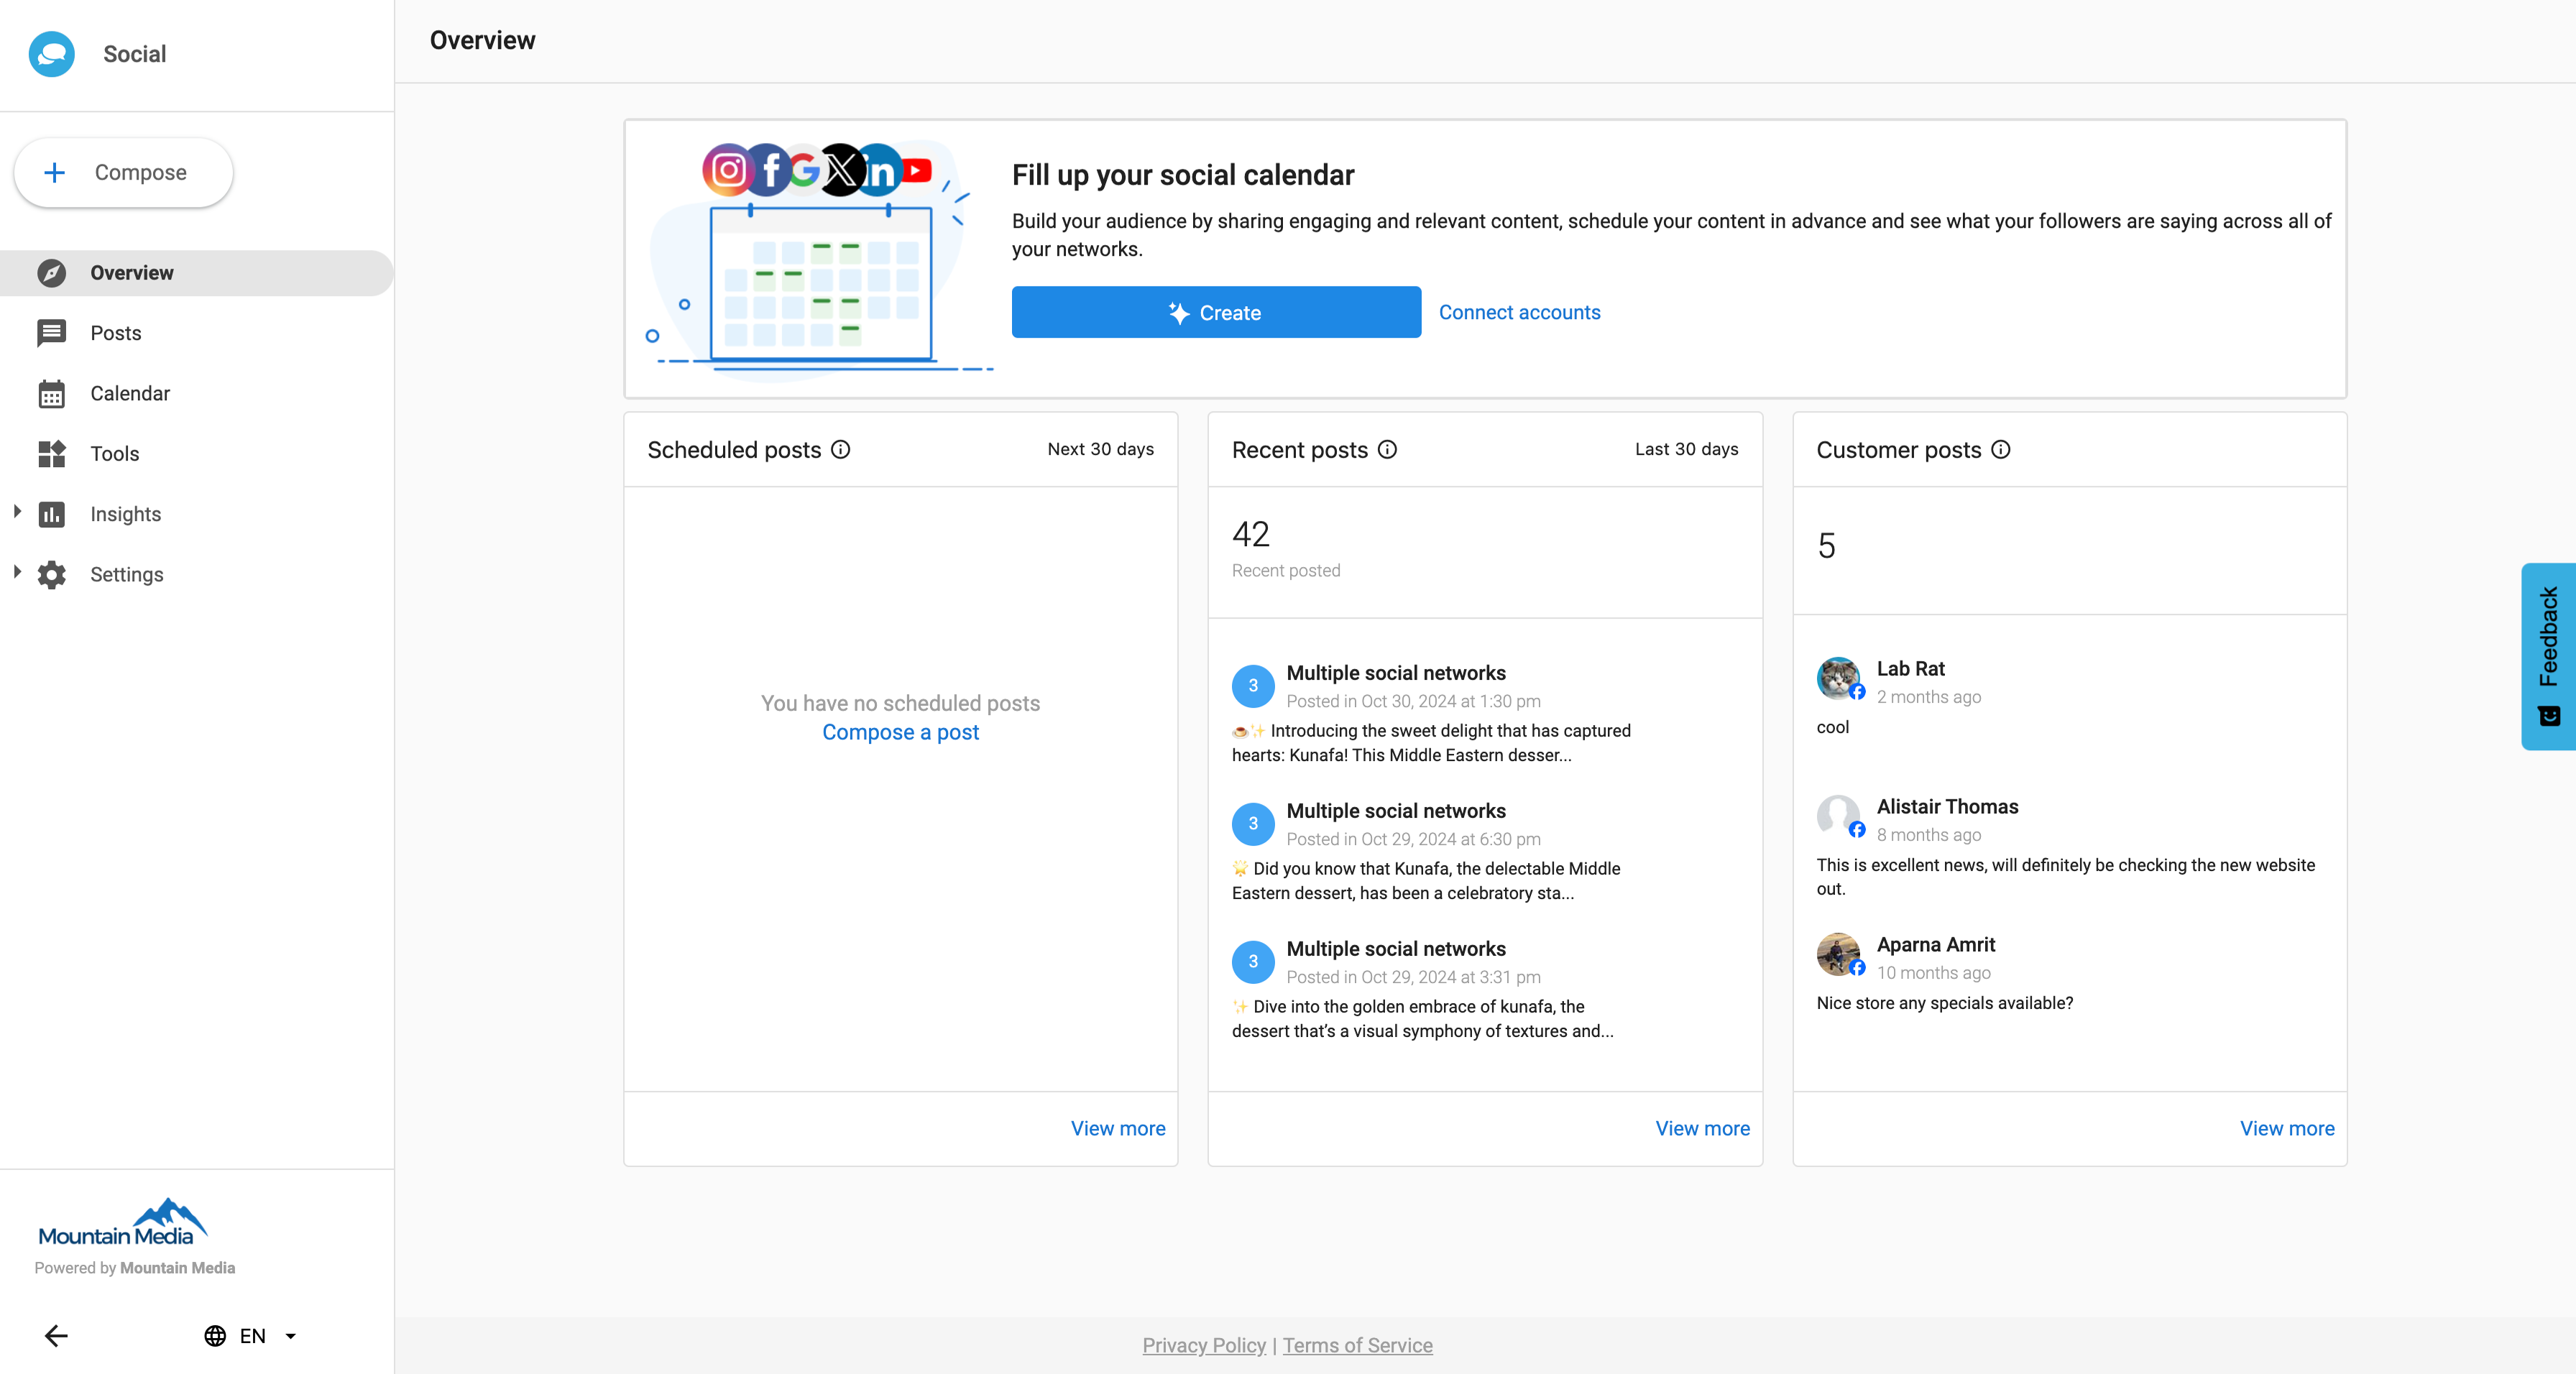 Social
Compose
Overview
Posts
Calendar
Tools
Insights
Settings
Mountain Media
Powered by Mountain Media
EN
Overview
Fill up your social calendar
Build your audience by sharing engaging and relevant content, schedule your content in advance and see what your followers are saying across all of
your networks.
Create
Connect accounts
Scheduled posts
Next 30 days
You have no scheduled posts
Compose a post
View more
Recent posts
Last 30 days
42
Recent posted
3
Multiple social networks
Posted in Oct 30, 2024 at 1:30 pm
☕✨ Introducing the sweet delight that has captured
hearts: Kunafa! This Middle Eastern desser...
3
Multiple social networks
Posted in Oct 29, 2024 at 6:30 pm
🌟 Did you know that Kunafa, the delectable Middle
Eastern dessert, has been a celebratory sta...
3
Multiple social networks
Posted in Oct 29, 2024 at 3:31 pm
✨ Dive into the golden embrace of kunafa, the
dessert that’s a visual symphony of textures and...
View more
Customer posts
5
Lab Rat
2 months ago
cool
Alistair Thomas
8 months ago
This is excellent news, will definitely be checking the new website
out.
Aparna Amrit
10 months ago
Nice store any specials available?
View more
Feedback
Privacy Policy | Terms of Service